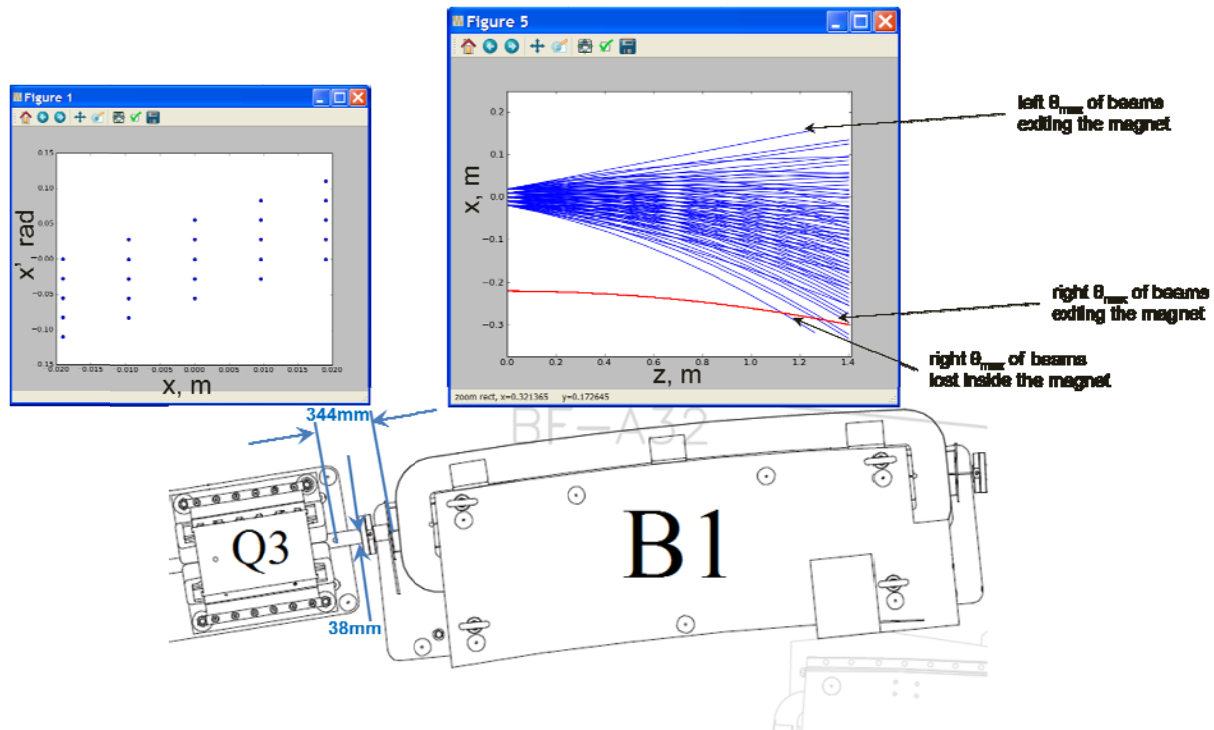 Figure 1
0.15
0.10
0.05
0.00
−0.05
−0.10
0.15
x', rad
0.020
0.015
0.010
0.005
0.000
0.005
0.010
0.015
0.020
x, m
Figure 5
0.2
0.1
0.0
−0.1
−0.2
−0.3
x, m
0.0
0.2
0.4
0.6
0.8
1.0
1.2
1.4
z, m
zoom rect, x=0.321365 y=0.172645
left θmax of beams
exiting the magnet
right θmax of beams
exiting the magnet
right θmax of beams
lost inside the magnet
344mm
BF-A32
Q3
B1
38mm